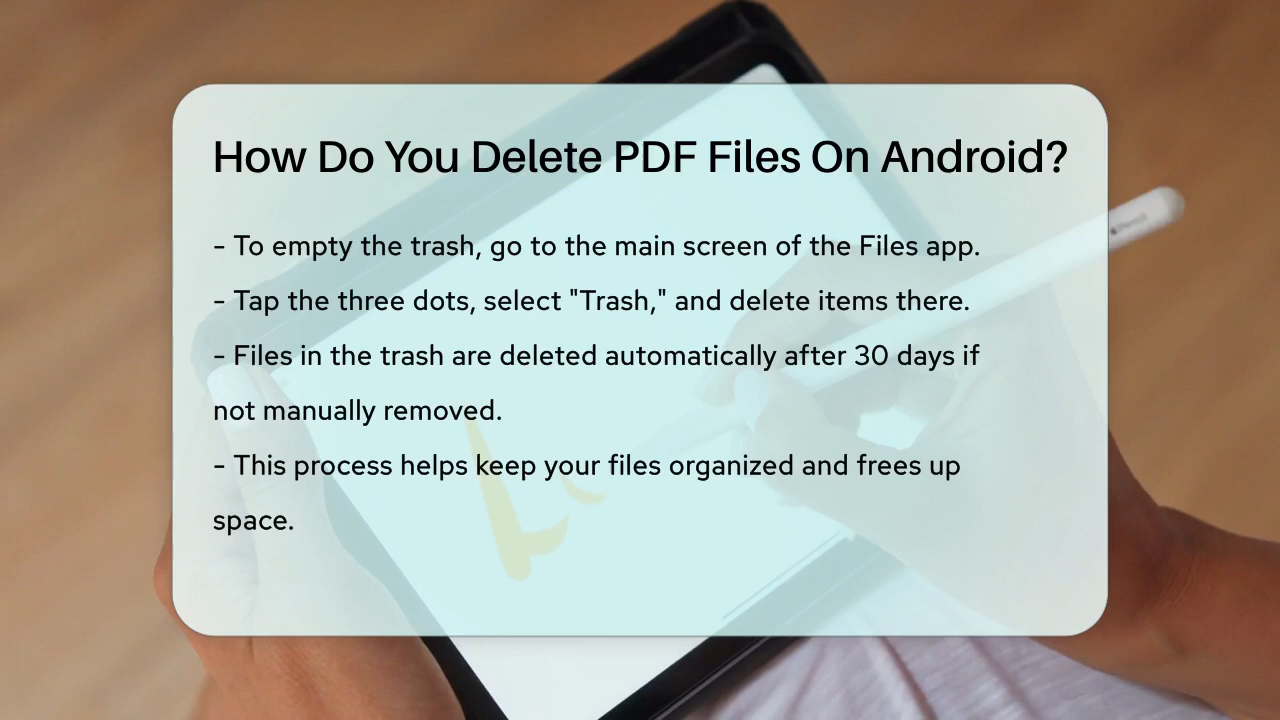 How Do You Delete PDF Files On Android?
- To empty the trash, go to the main screen of the Files app.
- Tap the three dots, select "Trash," and delete items there.
- Files in the trash are deleted automatically after 30 days if
not manually removed.
- This process helps keep your files organized and frees up
space.